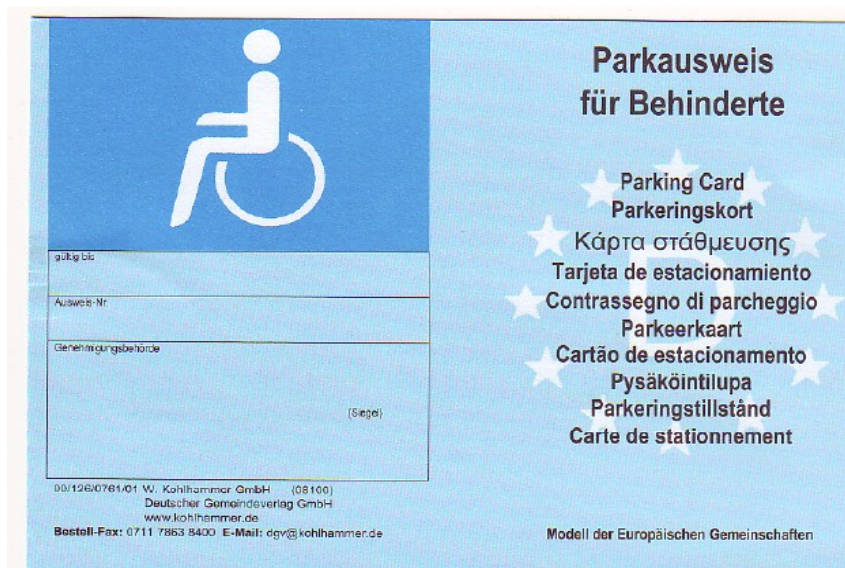 gültig bis
Ausweis-Nr.
Genehmigungsbehörde
(Siegel)
00/126/0761/01 W. Kohlhammer GmbH (08100)
Deutscher Gemeindeverlag GmbH
www.kohlhammer.de
Bestell-Fax: 0711 7863 8400 E-Mail: dgv@kohlhammer.de
Parkausweis
für Behinderte
Parking Card
Parkeringskort
Κάρτα στάθμευσης
Tarjeta de estacionamiento
Contrassegno di parcheggio
Parkeerkaart
Cartão de estacionamento
Pysäköintilupa
Parkeringstillstånd
Carte de stationnement
D
Modell der Europäischen Gemeinschaften